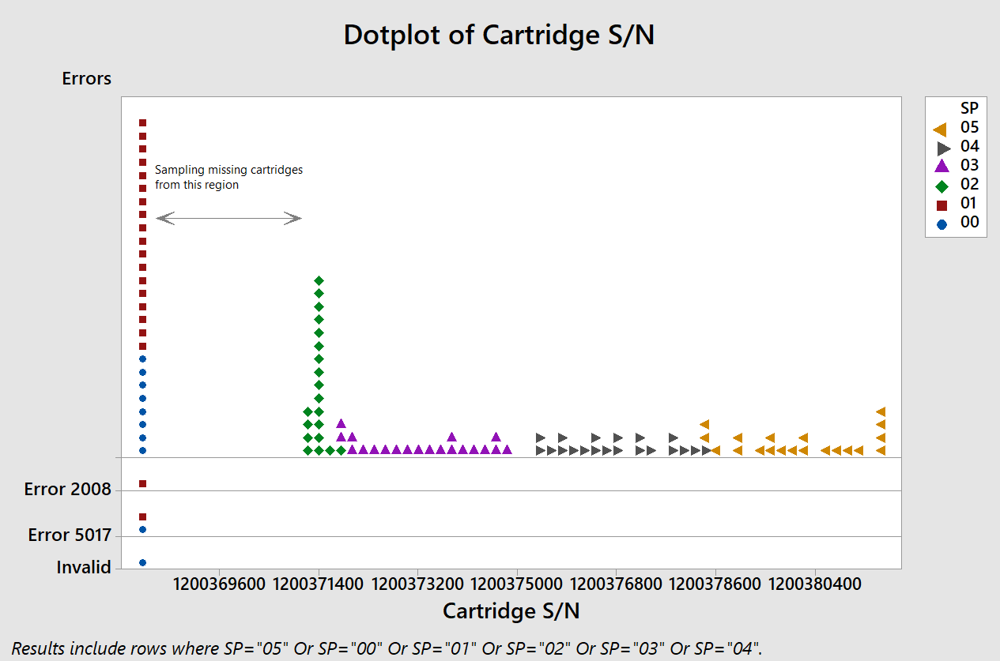 Dotplot of Cartridge S/N
Errors
SP
05
04
03
02
01
00
Sampling missing cartridges
from this region
Error 2008
Error 5017
Invalid
1200369600 1200371400 1200373200 1200375000 1200376800 1200378600 1200380400
Cartridge S/N
Results include rows where SP="05" Or SP="00" Or SP="01" Or SP="02" Or SP="03" Or SP="04".